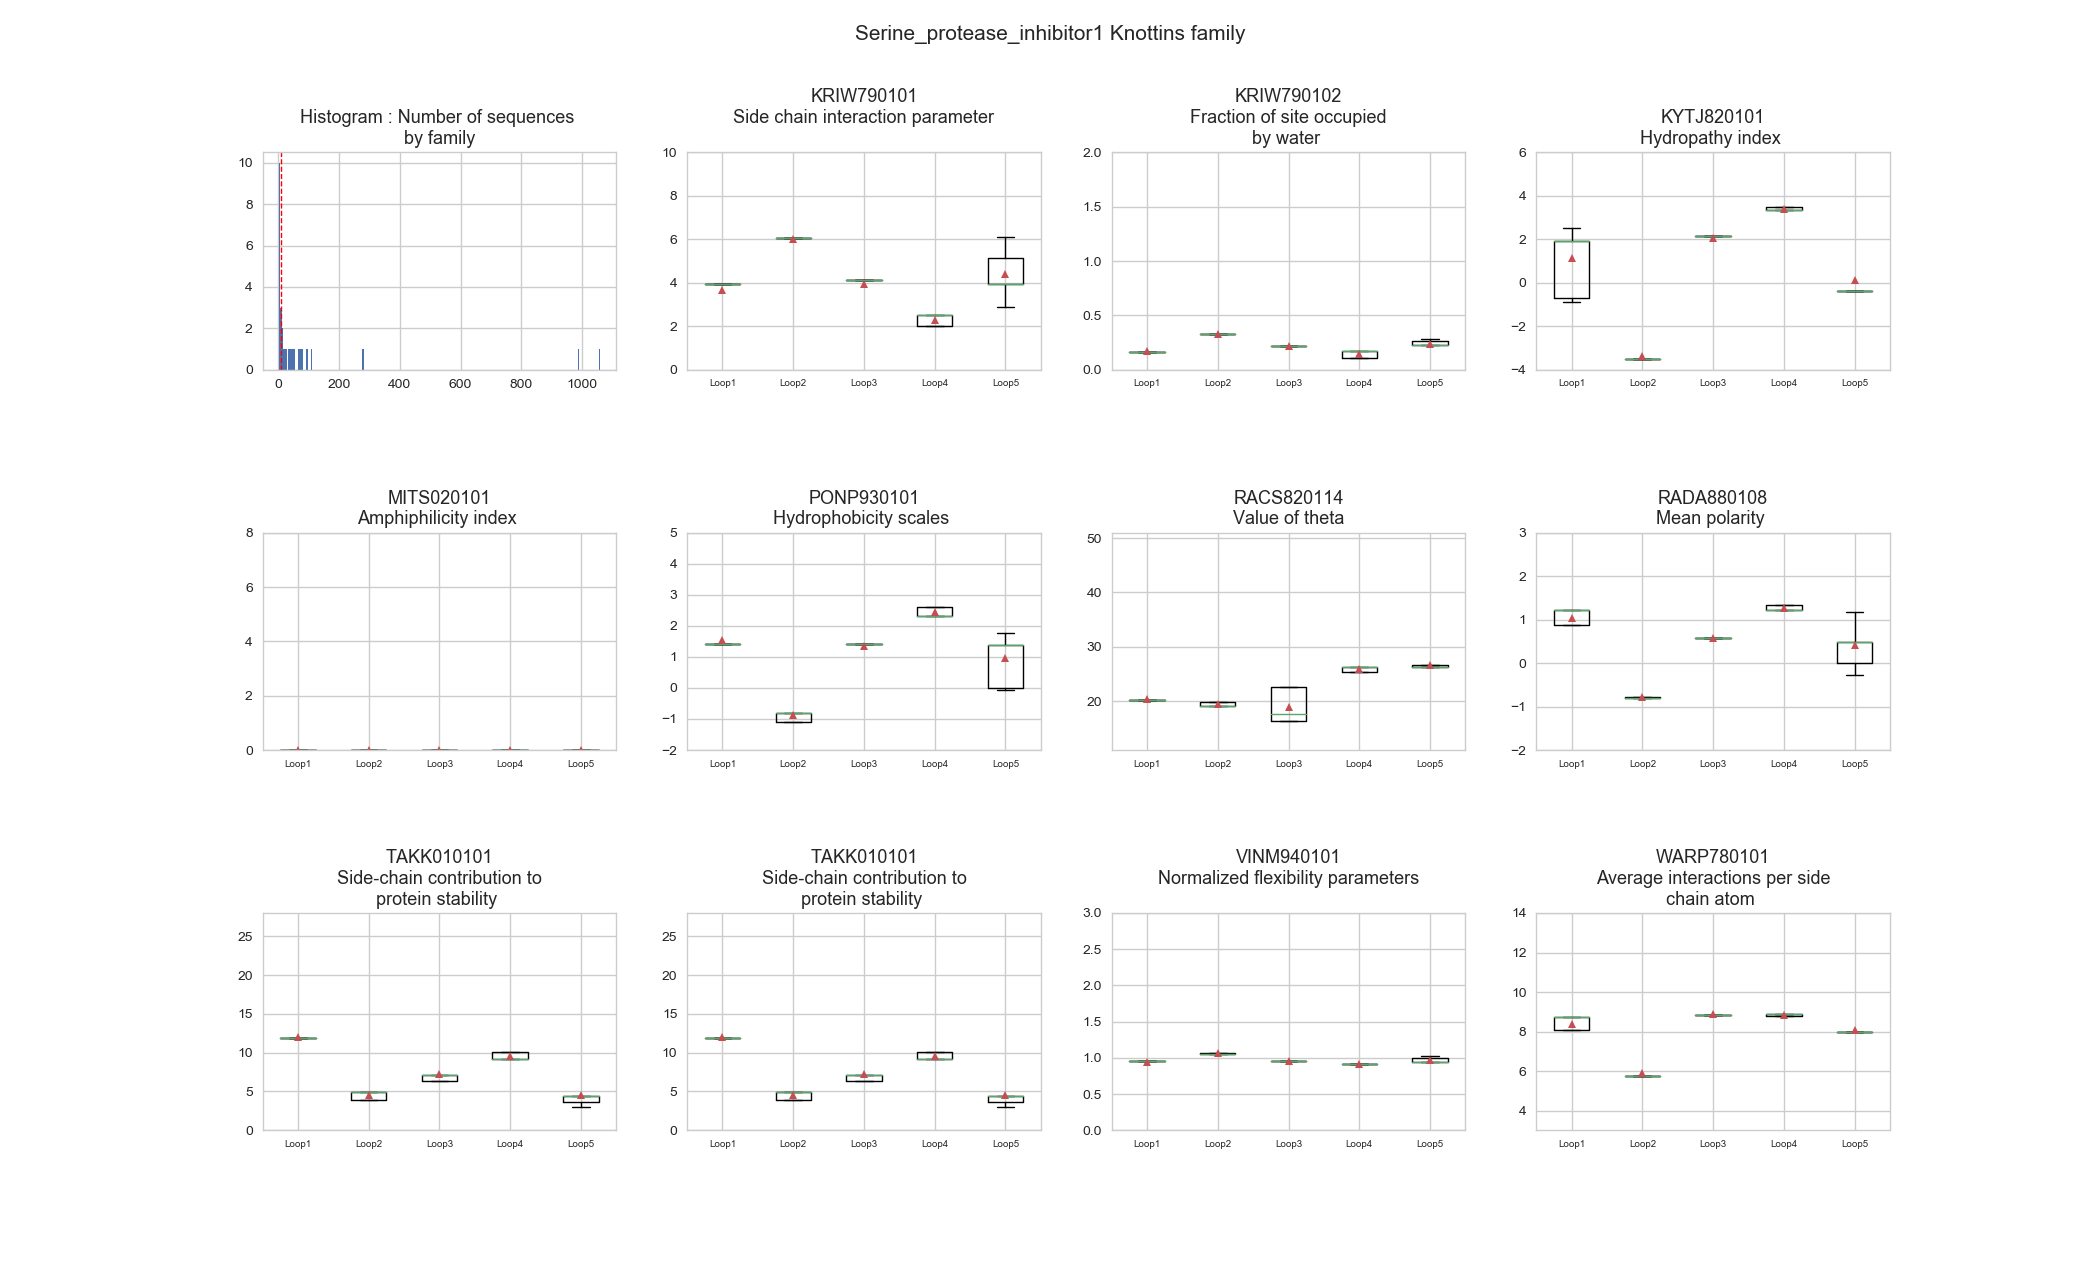 Serine_protease_inhibitor1 Knottins family
Histogram : Number of sequences
by family
10
8
6
4
2
0
0 200 400 600 800 1000
KRIW790101
Side chain interaction parameter
10
8
6
4
2
0
Loop1 Loop2 Loop3 Loop4 Loop5
KRIW790102
Fraction of site occupied
by water
2.0
1.5
1.0
0.5
0.0
Loop1 Loop2 Loop3 Loop4 Loop5
KYTJ820101
Hydropathy index
6
4
2
0
−2
−4
Loop1 Loop2 Loop3 Loop4 Loop5
MITS020101
Amphiphilicity index
8
6
4
2
0
Loop1 Loop2 Loop3 Loop4 Loop5
PONP930101
Hydrophobicity scales
5
4
3
2
1
0
−1
−2
Loop1 Loop2 Loop3 Loop4 Loop5
RACS820114
Value of theta
50
40
30
20
Loop1 Loop2 Loop3 Loop4 Loop5
RADA880108
Mean polarity
3
2
1
0
−1
−2
Loop1 Loop2 Loop3 Loop4 Loop5
TAKK010101
Side-chain contribution to
protein stability
25
20
15
10
5
0
Loop1 Loop2 Loop3 Loop4 Loop5
TAKK010101
Side-chain contribution to
protein stability
25
20
15
10
5
0
Loop1 Loop2 Loop3 Loop4 Loop5
VINM940101
Normalized flexibility parameters
3.0
2.5
2.0
1.5
1.0
0.5
0.0
Loop1 Loop2 Loop3 Loop4 Loop5
WARP780101
Average interactions per side
chain atom
14
12
10
8
6
4
Loop1 Loop2 Loop3 Loop4 Loop5